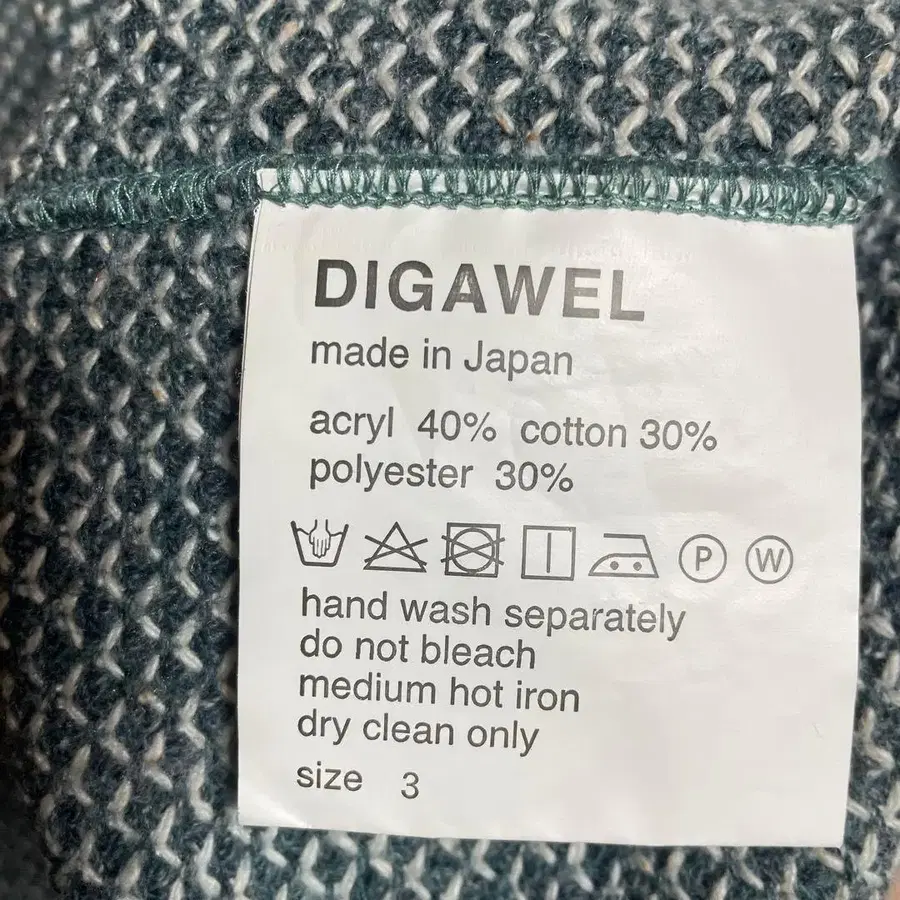 DIGAWEL
made in Japan
acryl 40% cotton 30%
polyester 30%
P W
hand wash separately
do not bleach
medium hot iron
dry clean only
size 3